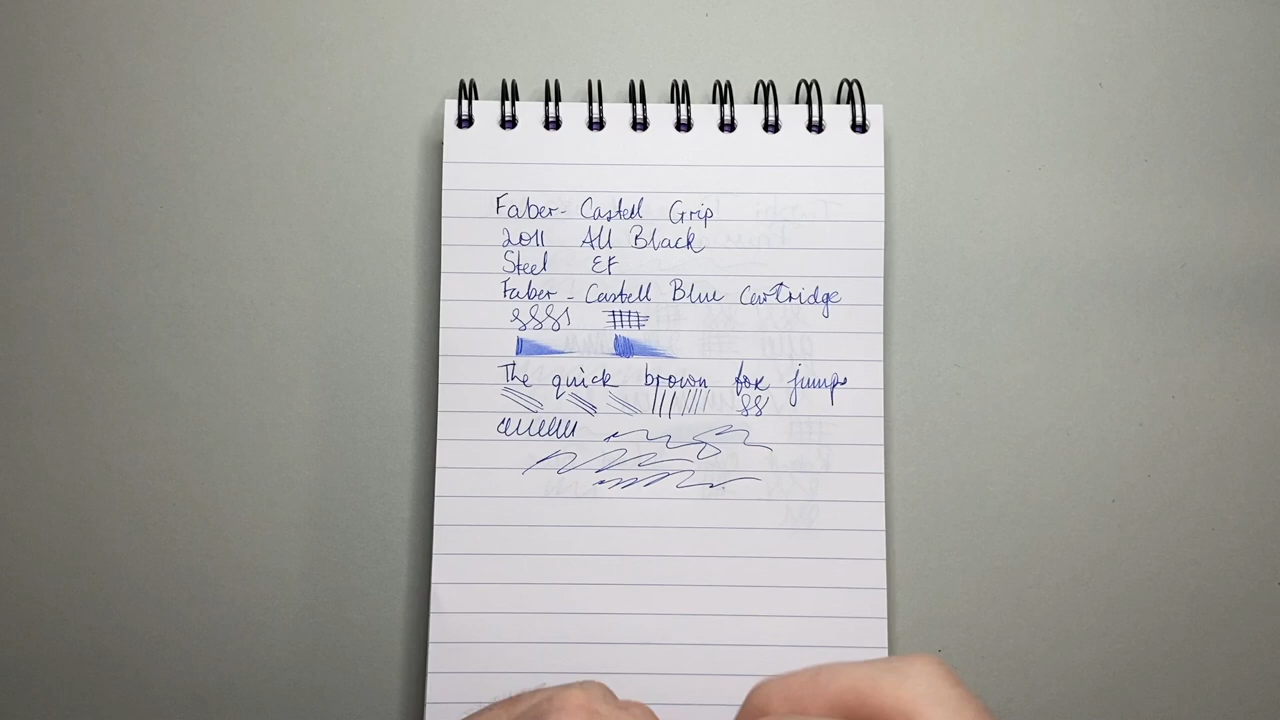 Faber-Castell Grip
2011 All Black
Steel EF
Faber-Castell Blue Cartridge
The quick brown fox jumps